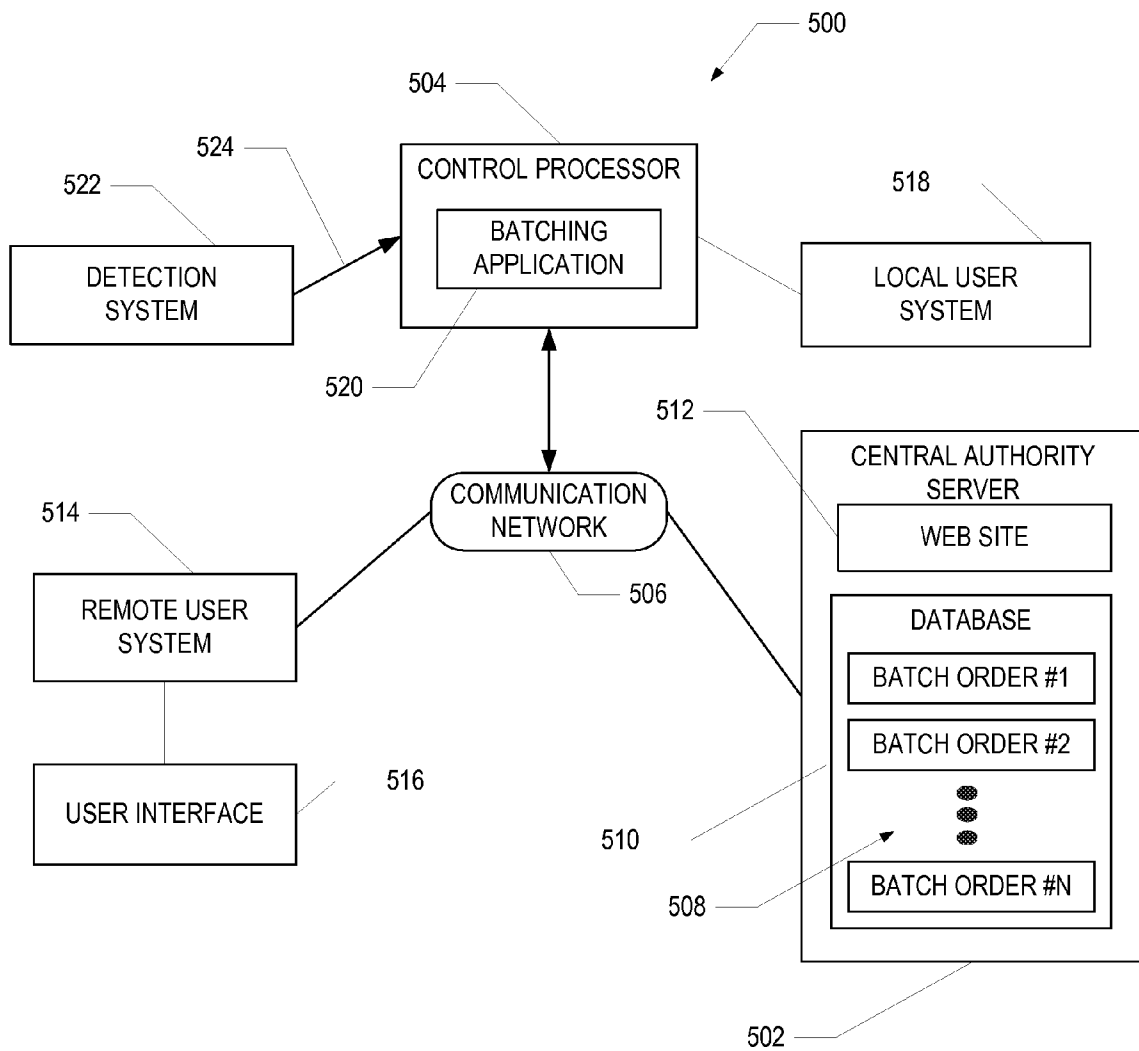 500
504
524
522
518
CONTROL PROCESSOR
BATCHING
APPLICATION
DETECTION
SYSTEM
LOCAL USER
SYSTEM
520
512
CENTRAL AUTHORITY
SERVER
COMMUNICATION
NETWORK
514
WEB SITE
506
REMOTE USER
SYSTEM
DATABASE
BATCH ORDER #1
BATCH ORDER #2
516
USER INTERFACE
510
BATCH ORDER #N
508
502